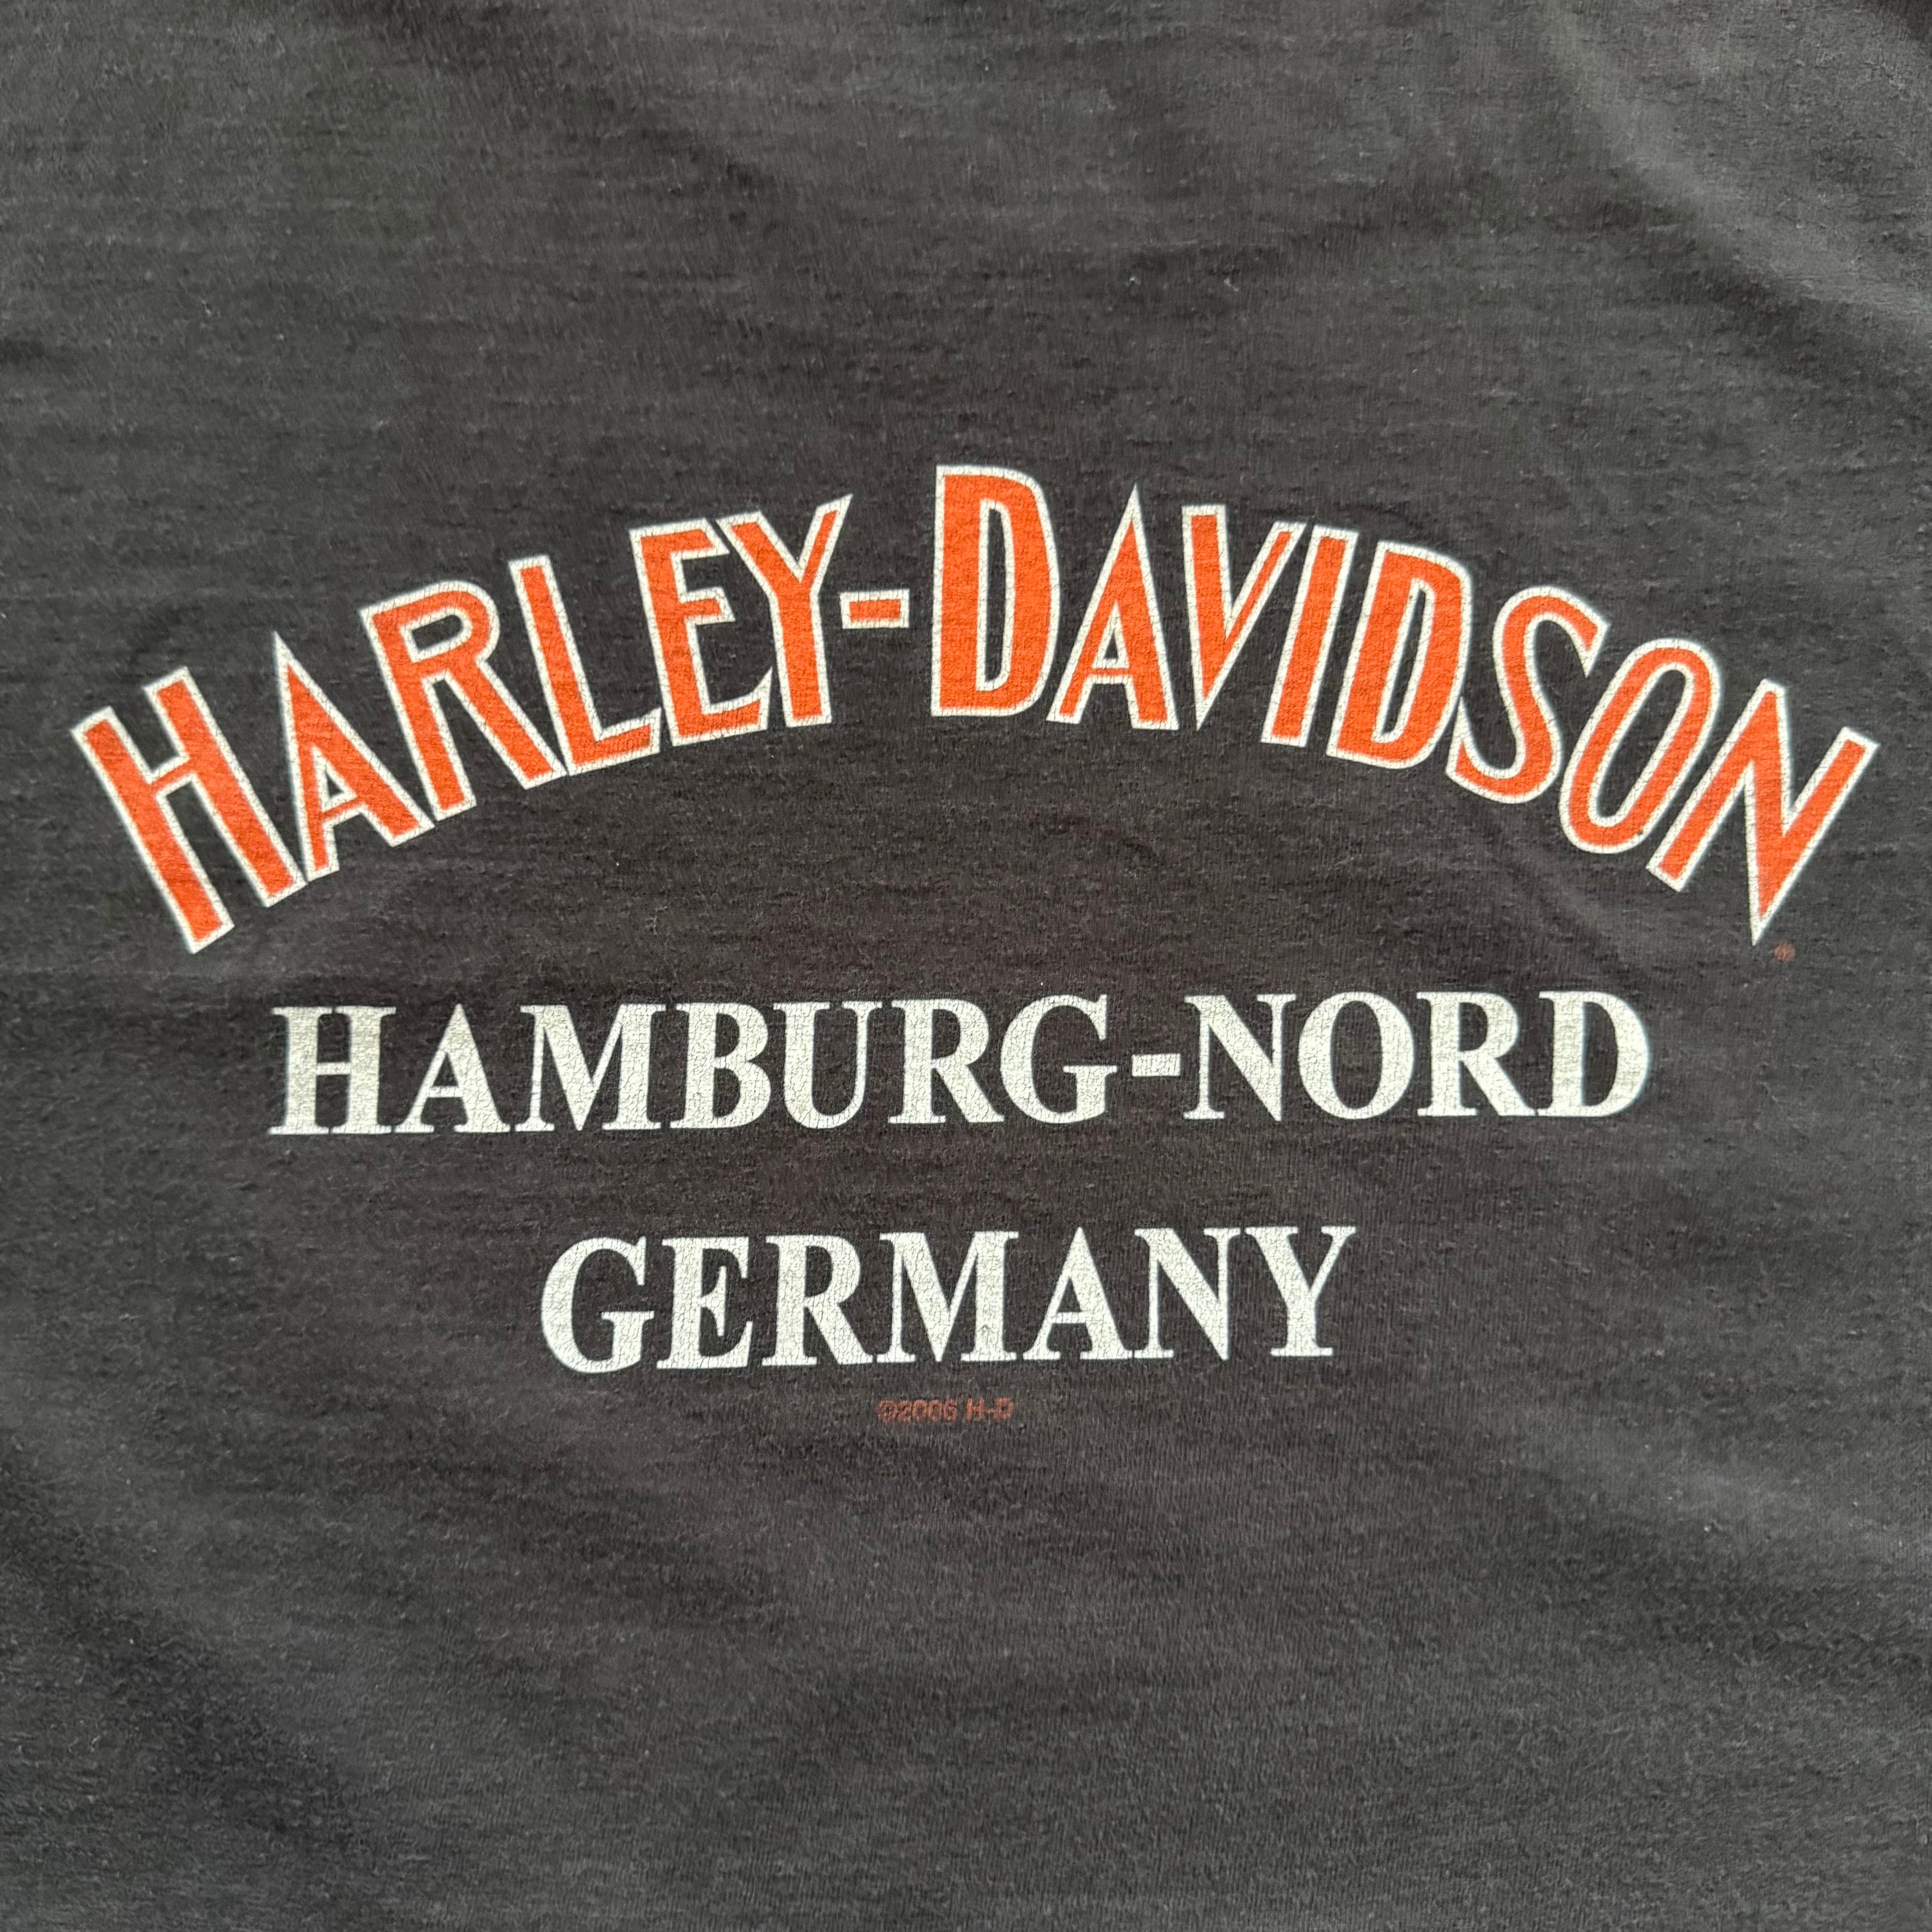 HARLEY-DAVIDSON
®
HAMBURG-NORD
GERMANY
©2006 H-D